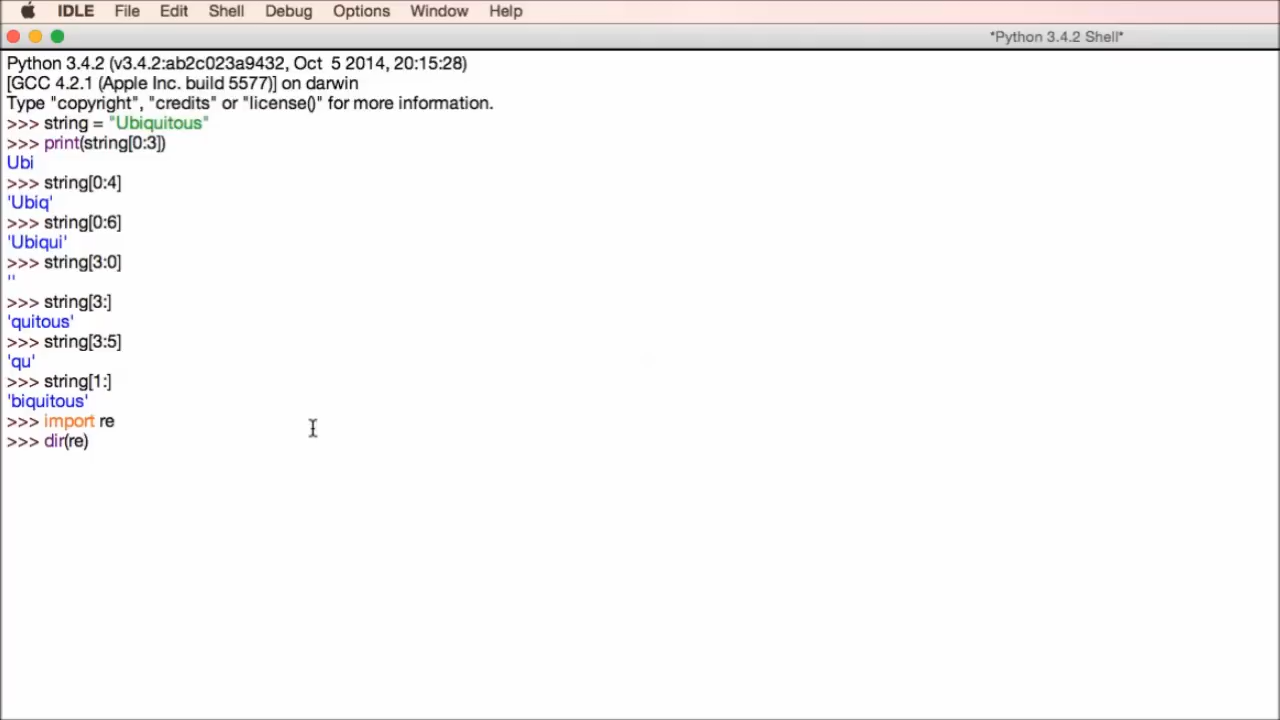 IDLE File Edit Shell Debug Options Window Help
*Python 3.4.2 Shell*
Python 3.4.2 (v3.4.2:ab2c023a9432, Oct  5 2014, 20:15:28)
[GCC 4.2.1 (Apple Inc. build 5577)] on darwin
Type "copyright", "credits" or "license()" for more information.
>>> string = "Ubiquitous"
>>> print(string[0:3])
Ubi
>>> string[0:4]
'Ubiq'
>>> string[0:6]
'Ubiqui'
>>> string[3:0]
''
>>> string[3:]
'quitous'
>>> string[3:5]
'qu'
>>> string[1:]
'biquitous'
>>> import re
>>> dir(re)